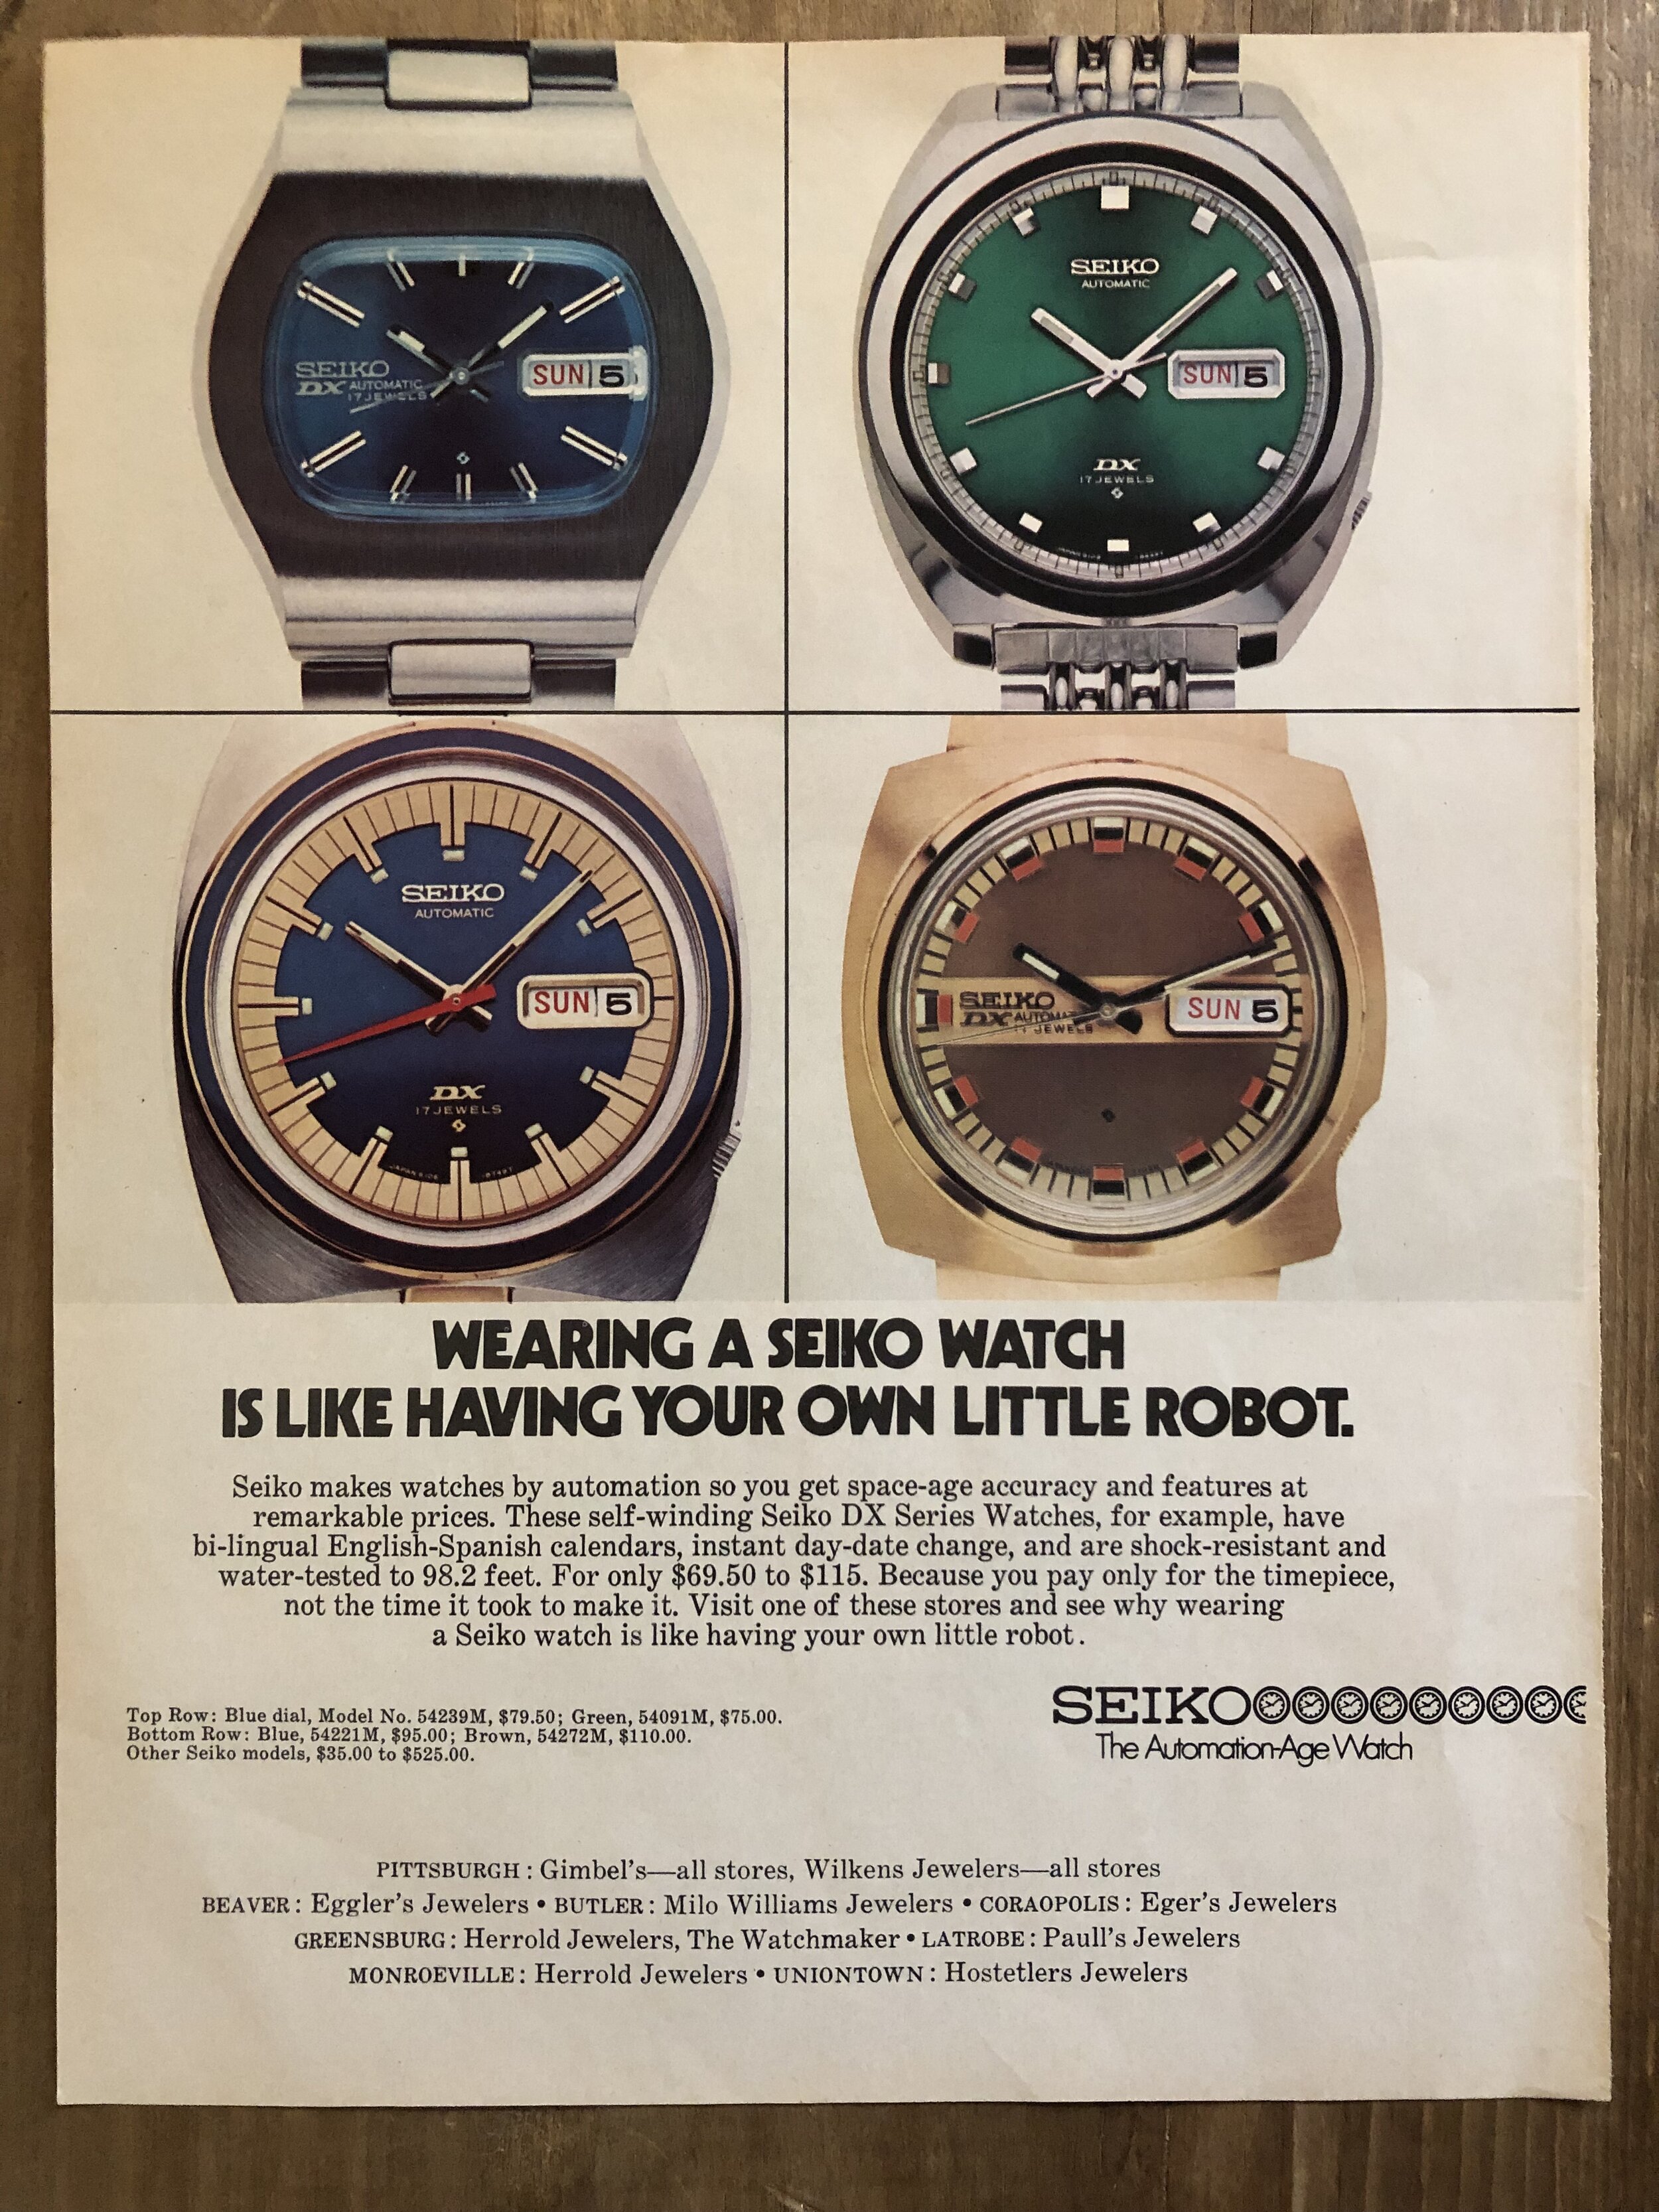 SEIKO
DX AUTOMATIC
17 JEWELS
SUN 5
SEIKO
AUTOMATIC
SUN 5
DX
17 JEWELS
SEIKO
AUTOMATIC
SUN 5
DX
17 JEWELS
SEIKO
DX
JEWELS
SUN 5
WEARING A SEIKO WATCH
IS LIKE HAVING YOUR OWN LITTLE ROBOT.
Seiko makes watches by automation so you get space-age accuracy and features at
remarkable prices. These self-winding Seiko DX Series Watches, for example, have
bi-lingual English-Spanish calendars, instant day-date change, and are shock-resistant and
water-tested to 98.2 feet. For only $69.50 to $115. Because you pay only for the timepiece,
not the time it took to make it. Visit one of these stores and see why wearing
a Seiko watch is like having your own little robot.
Top Row: Blue dial, Model No. 54239M, $79.50; Green, 54091M, $75.00.
Bottom Row: Blue, 54221M, $95.00; Brown, 54272M, $110.00.
Other Seiko models, $35.00 to $525.00.
SEIKO
The Automation-Age Watch
PITTSBURGH: Gimbel's—all stores, Wilkens Jewelers—all stores
BEAVER: Eggler's Jewelers • BUTLER: Milo Williams Jewelers • CORAOPOLIS: Eger's Jewelers
GREENSBURG: Herrold Jewelers, The Watchmaker • LATROBE: Paull's Jewelers
MONROEVILLE: Herrold Jewelers • UNIONTOWN: Hostetlers Jewelers